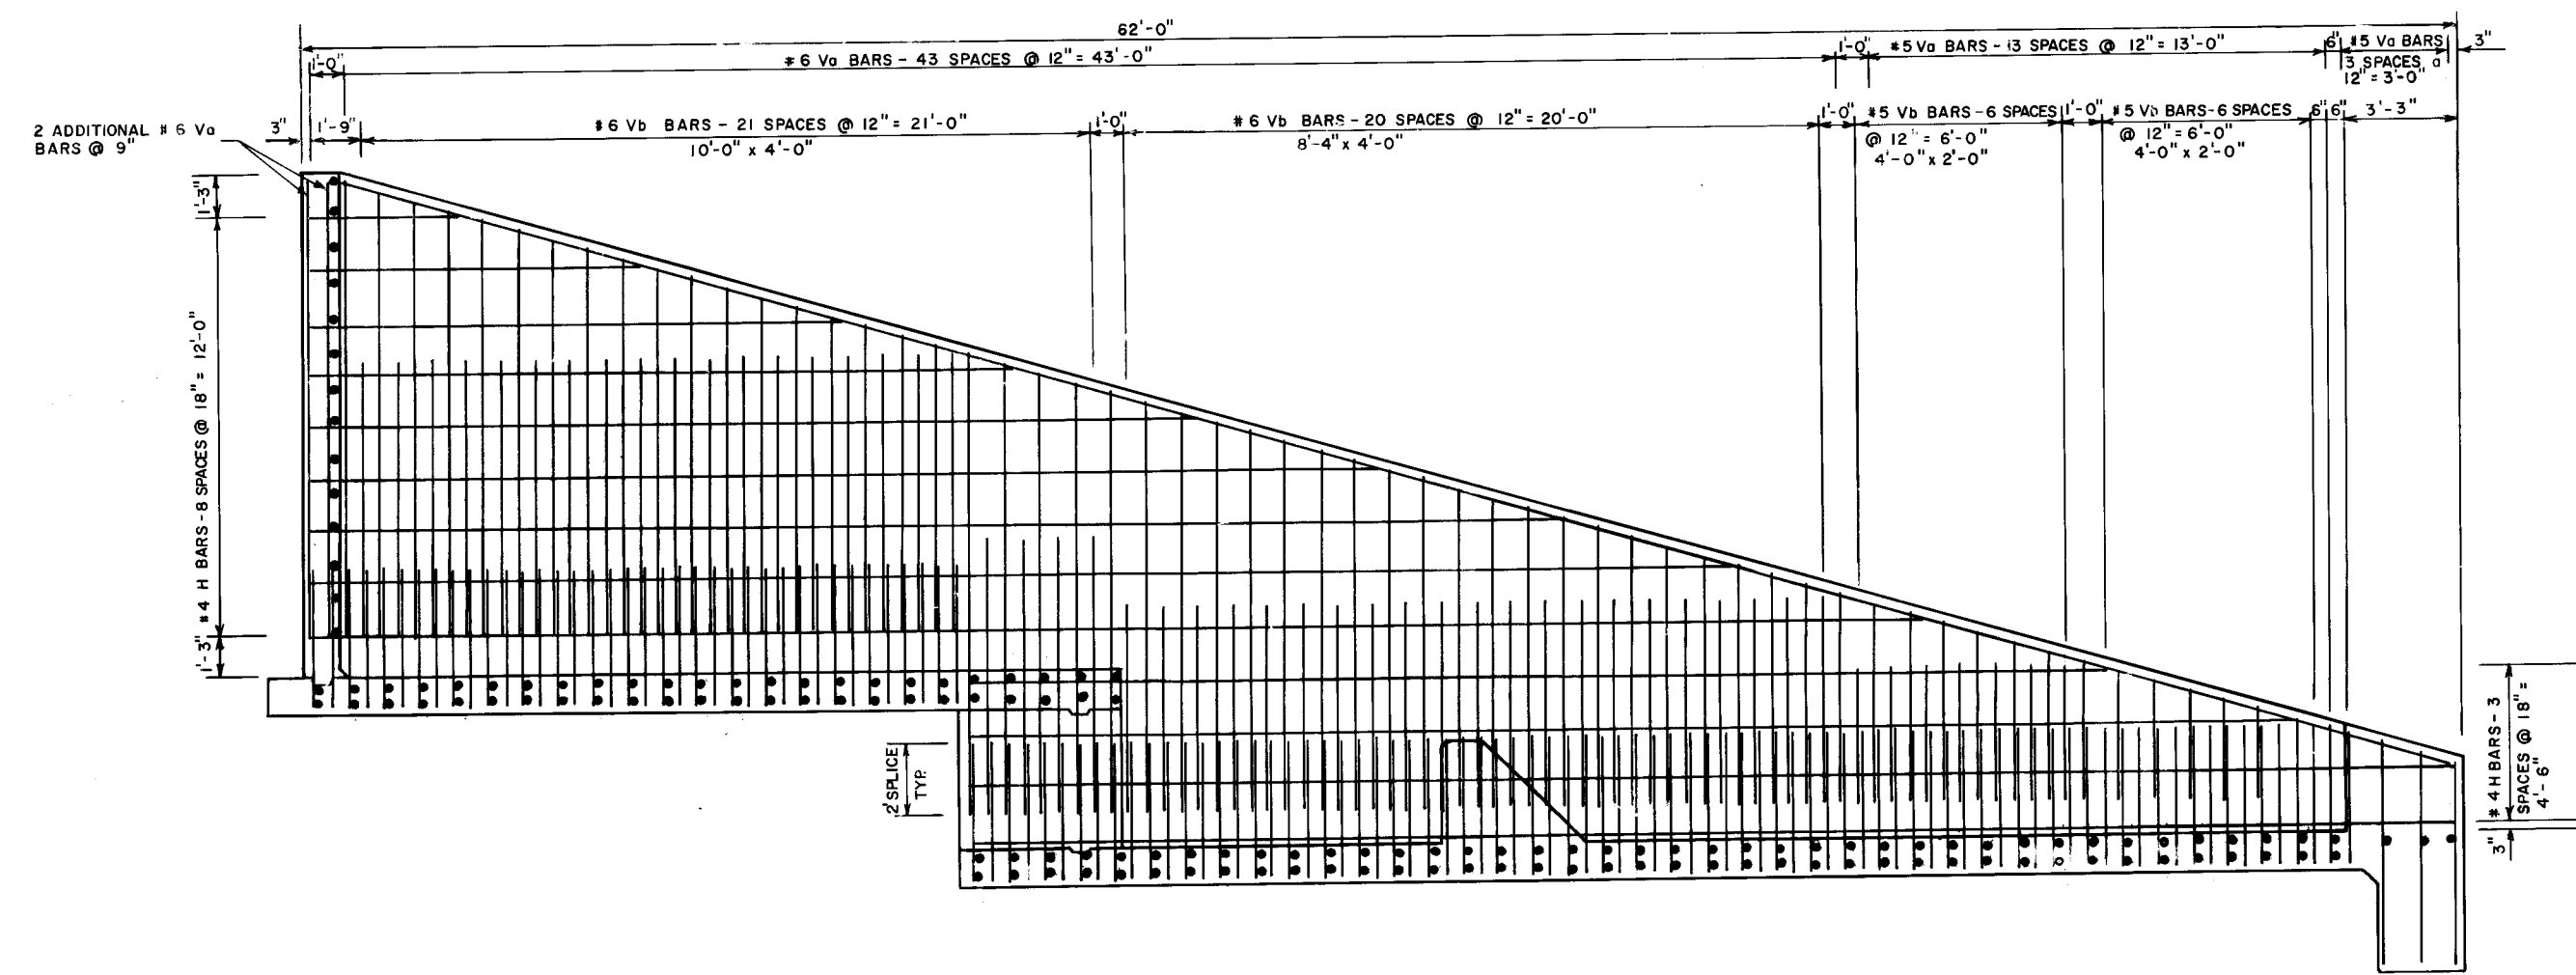 62'-0"
1'-0"
# 6 Va BARS - 43 SPACES @ 12" = 43'-0"
1'-0"
#5 Va BARS - 13 SPACES @ 12" = 13'-0"
6"
#5 Va BARS
3 SPACES @
12" = 3'-0"
3"
2 ADDITIONAL # 6 Va
BARS @ 9"
3"
1'-9"
#6 Vb BARS - 21 SPACES @ 12" = 21'-0"
10'-0" x 4'-0"
1'-0"
# 6 Vb BARS - 20 SPACES @ 12" = 20'-0"
8'-4" x 4'-0"
1'-0"
#5 Vb BARS - 6 SPACES
@ 12" = 6'-0"
4'-0" x 2'-0"
1'-0"
#5 Vb BARS - 6 SPACES
@ 12" = 6'-0"
4'-0" x 2'-0"
6"
6"
3'-3"
1'-3"
# 4 H BARS - 8 SPACES @ 18" = 12'-0"
1'-3"
2' SPLICE
TYP.
# 4 H BARS - 3
SPACES @ 18" =
4'-6"
3"